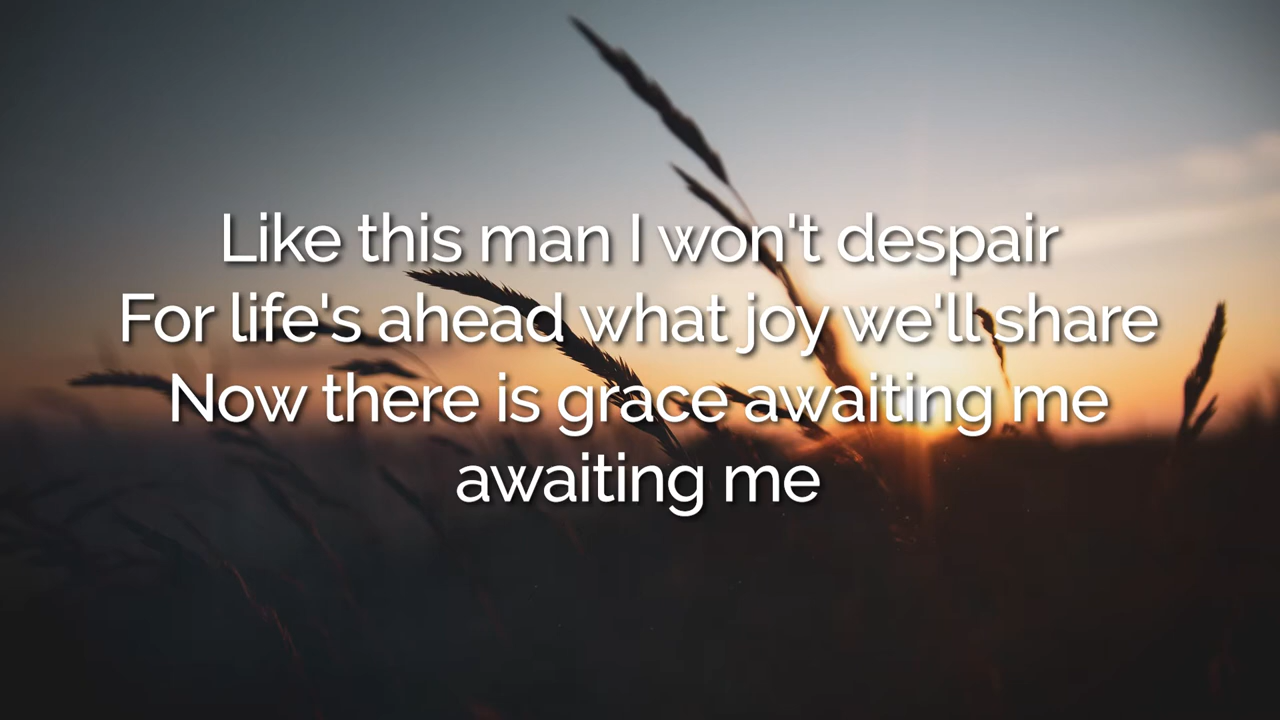 Like this man I won't despair
For life's ahead what joy we'll share
Now there is grace awaiting me
awaiting me